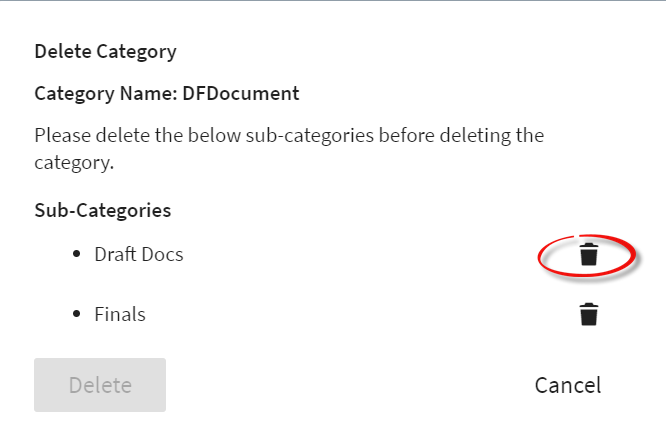 Delete Category
Category Name: DFDocument
Please delete the below sub-categories before deleting the
category.
Sub-Categories
Draft Docs
Finals
Delete
Cancel